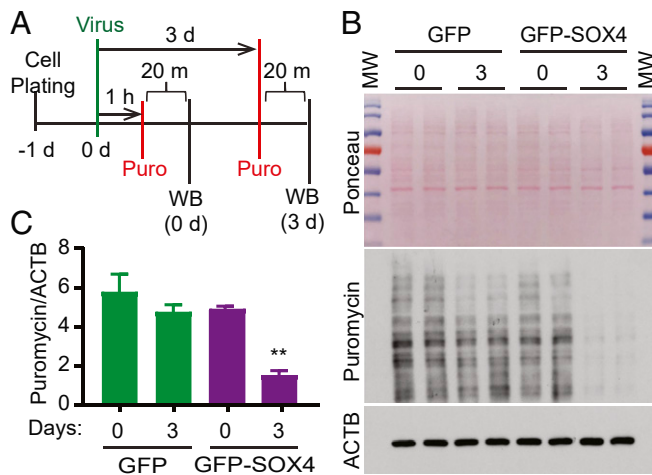 A
Virus
3 d
Cell
Plating
20 m
20 m
1 h
-1 d
0 d
Puro
Puro
WB
(0 d)
WB
(3 d)
B
GFP
GFP-SOX4
MW
0
3
0
3
MW
Ponceau
Puromycin
ACTB
C
Puromycin/ACTB
8
6
4
2
0
**
Days:
0
3
0
3
GFP
GFP-SOX4